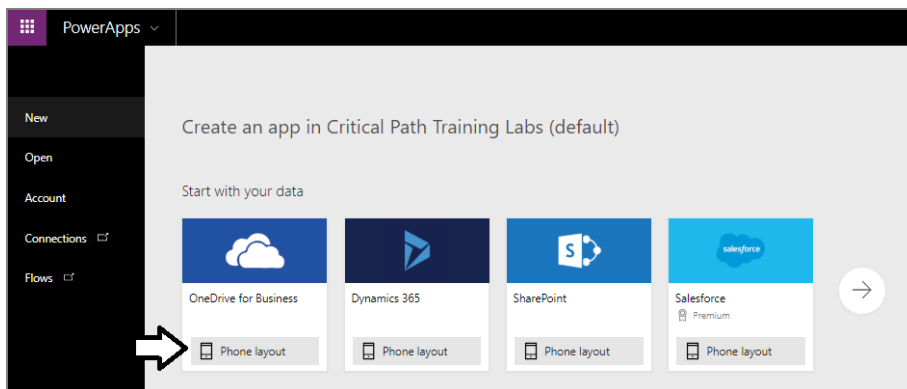 PowerApps
New
Open
Account
Connections
Flows
Create an app in Critical Path Training Labs (default)
Start with your data
S
salesforce
OneDrive for Business
Dynamics 365
SharePoint
Salesforce
Premium
Phone layout
Phone layout
Phone layout
Phone layout